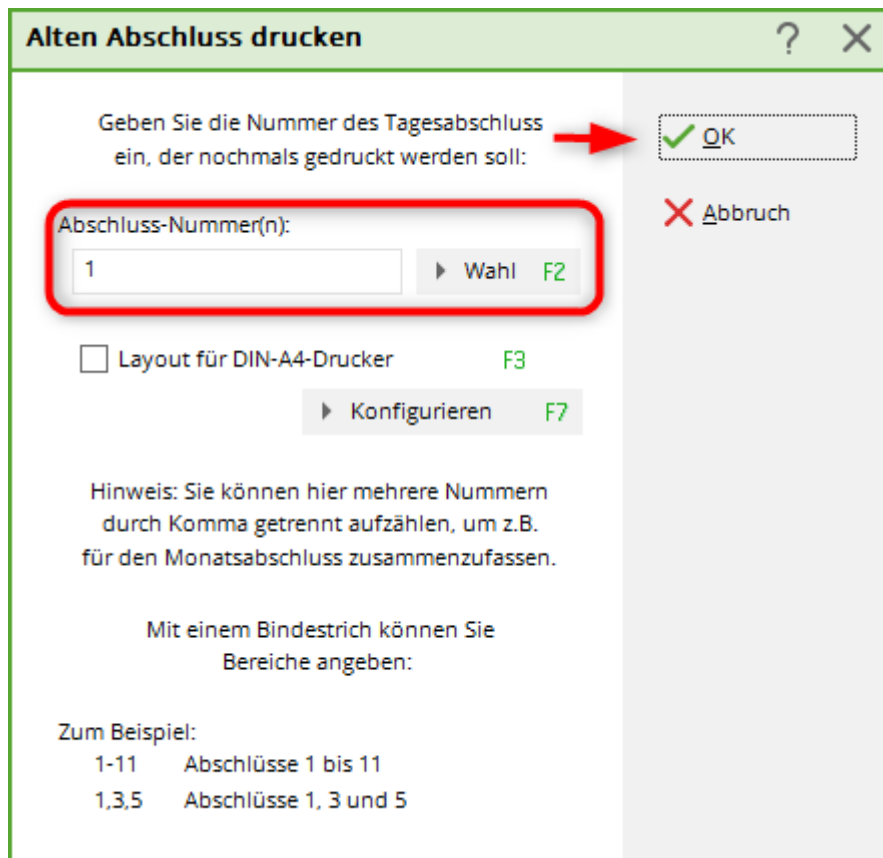 Alten Abschluss drucken
Geben Sie die Nummer des Tagesabschluss
ein, der nochmals gedruckt werden soll:
OK
Abbruch
Abschluss-Nummer(n):
1
Wahl F2
Layout für DIN-A4-Drucker F3
Konfigurieren F7
Hinweis: Sie können hier mehrere Nummern
durch Komma getrennt aufzählen, um z.B.
für den Monatsabschluss zusammenzufassen.
Mit einem Bindestrich können Sie
Bereiche angeben:
Zum Beispiel:
1-11 Abschlüsse 1 bis 11
1,3,5 Abschlüsse 1, 3 und 5